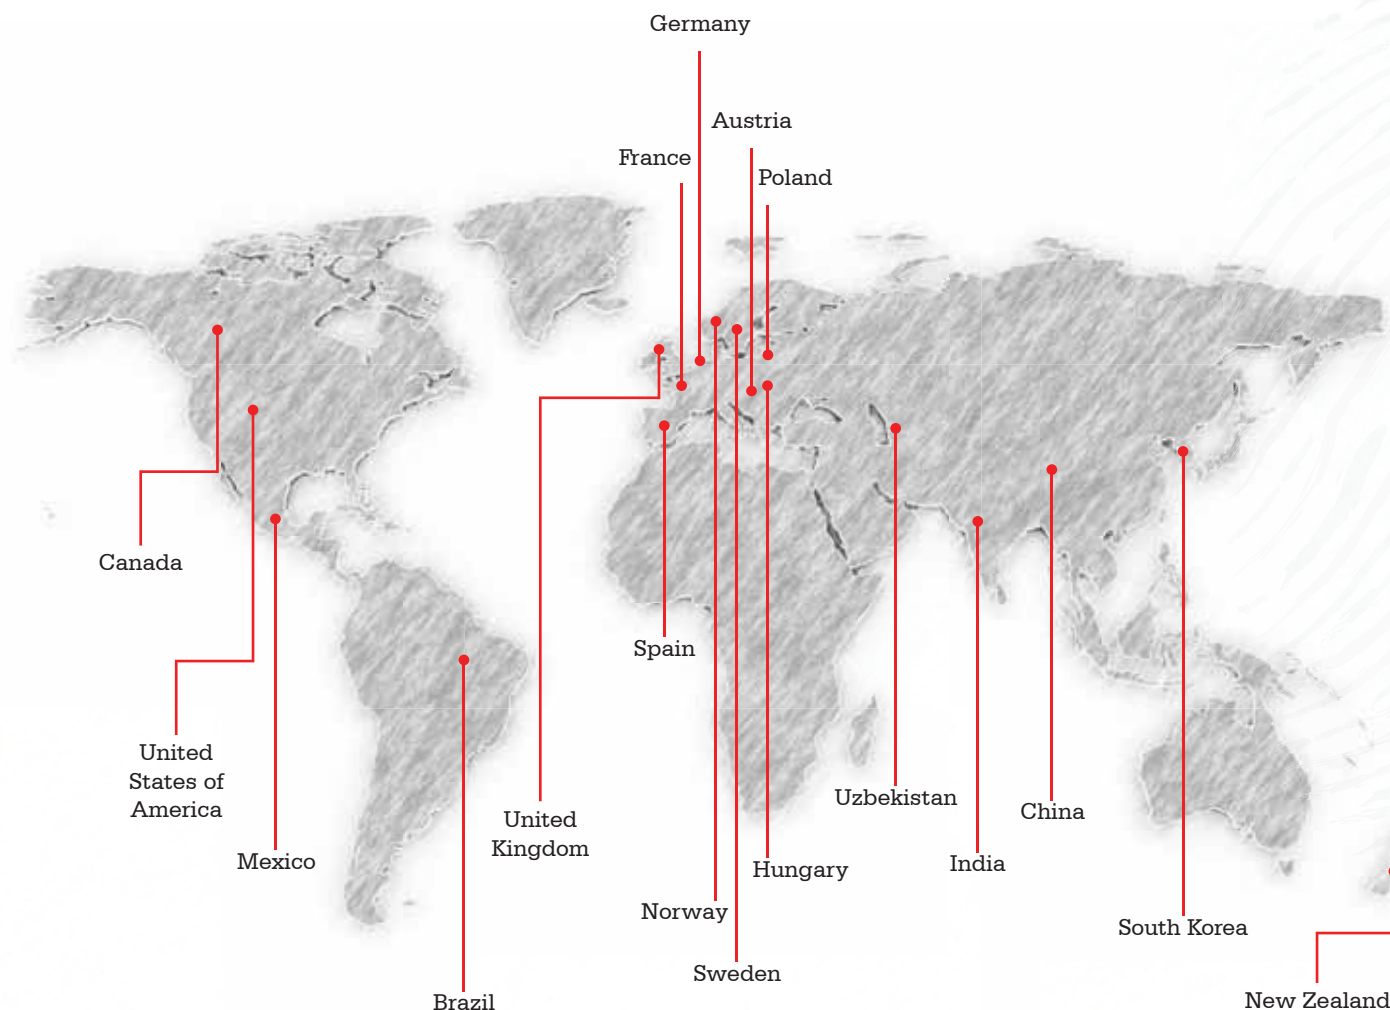 Germany
Austria
France
Poland
Canada
Spain
United
States of
America
Uzbekistan
China
United
Kingdom
Mexico
Hungary
India
Norway
South Korea
Sweden
New Zealand
Brazil